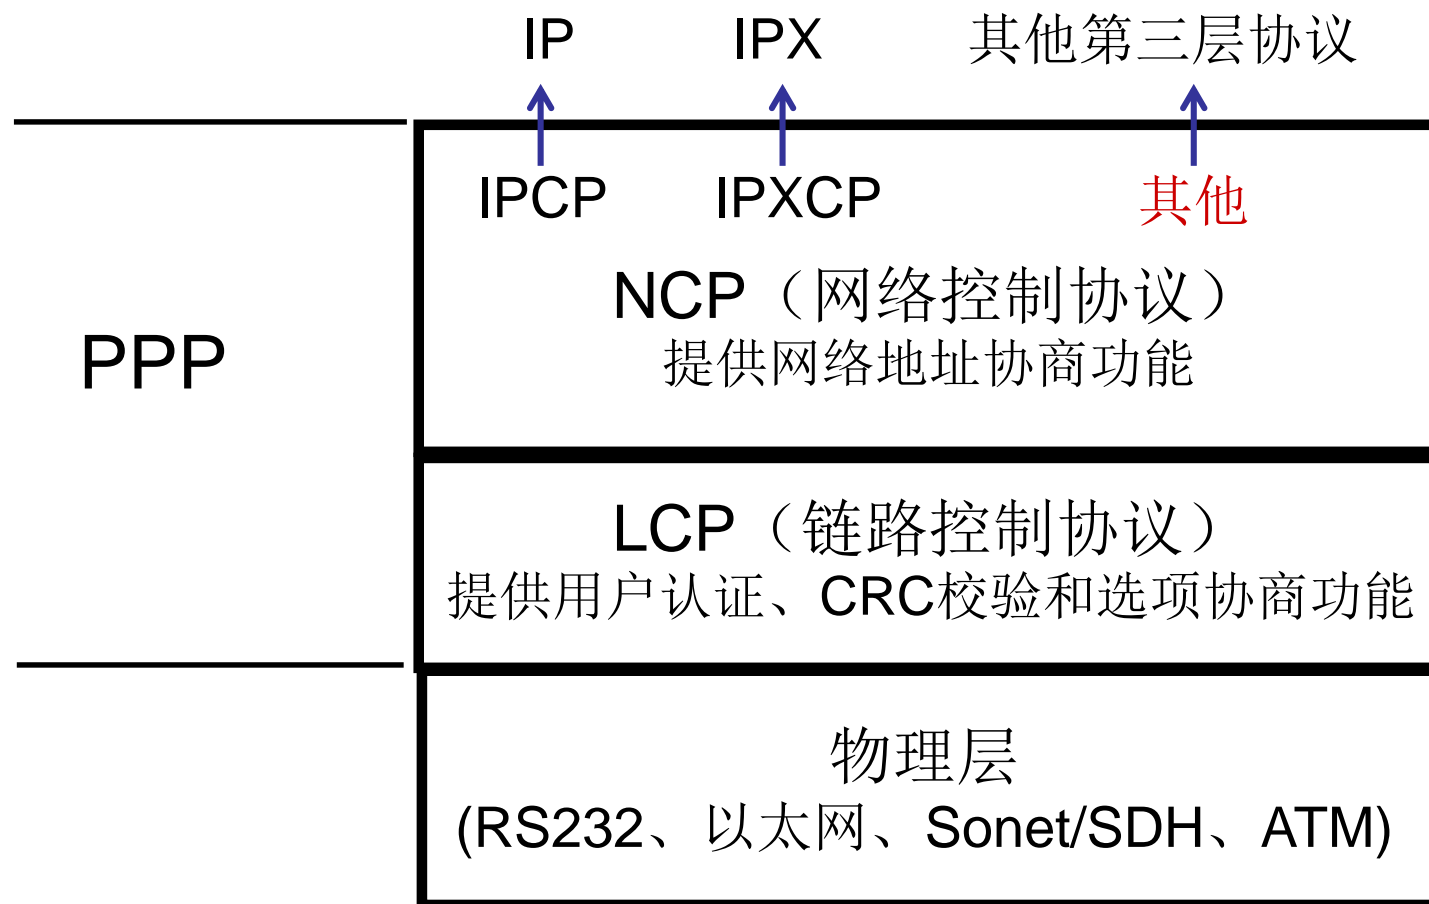 IP IPX 其他第三层协议
IPCP IPXCP 其他
NCP（网络控制协议）
提供网络地址协商功能
PPP
LCP（链路控制协议）
提供用户认证、CRC校验和选项协商功能
物理层
(RS232、以太网、Sonet/SDH、ATM)